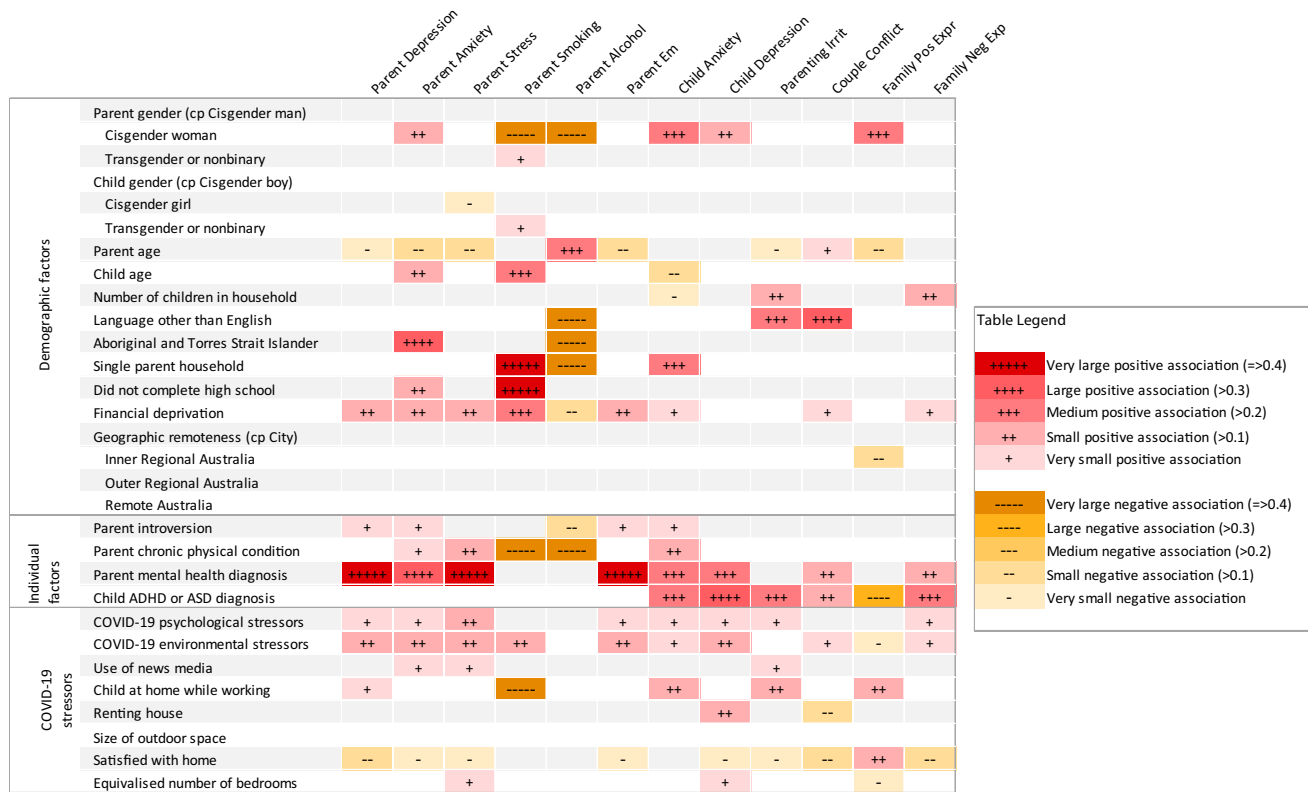 Parent Depression
Parent Anxiety
Parent Stress
Parent Smoking
Parent Alcohol
Parent Em
Child Anxiety
Child Depression
Parenting Irrit
Couple Conflict
Family Pos Expr
Family Neg Exp
Demographic factors
Parent gender (cp Cisgender man)
Cisgender woman ++ ----- ----- +++ ++ +++
Transgender or nonbinary +
Child gender (cp Cisgender boy)
Cisgender girl -
Transgender or nonbinary +
Parent age - -- -- +++ -- - + --
Child age ++ +++ --
Number of children in household - ++ ++
Language other than English ----- +++ ++++
Aboriginal and Torres Strait Islander ++++ -----
Single parent household +++++ ----- +++
Did not complete high school ++ +++++
Financial deprivation ++ ++ ++ +++ -- ++ + + +
Geographic remoteness (cp City)
Inner Regional Australia --
Outer Regional Australia
Remote Australia
Individual
factors
Parent introversion + + -- + +
Parent chronic physical condition + ++ ----- ----- ++
Parent mental health diagnosis +++++ ++++ +++++ +++++ +++ +++ ++ ++
Child ADHD or ASD diagnosis +++ ++++ +++ ++ ---- +++
COVID-19
stressors
COVID-19 psychological stressors + + ++ + + + + +
COVID-19 environmental stressors ++ ++ ++ ++ ++ + ++ + - +
Use of news media + + +
Child at home while working + ----- ++ ++ ++
Renting house ++ --
Size of outdoor space
Satisfied with home -- - - - - - -- ++ --
Equivalised number of bedrooms + + -
Table Legend
+++++ Very large positive association (=>0.4)
++++ Large positive association (>0.3)
+++ Medium positive association (>0.2)
++ Small positive association (>0.1)
+ Very small positive association
----- Very large negative association (=>0.4)
---- Large negative association (>0.3)
--- Medium negative association (>0.2)
-- Small negative association (>0.1)
- Very small negative association